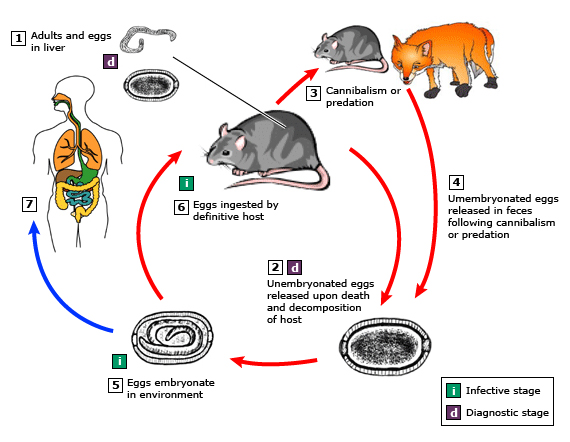 1 Adults and eggs
in liver
d
3 Cannibalism or
predation
4
Umembryonated eggs
released in feces
following cannibalism
or predation
i
6 Eggs ingested by
definitive host
7
2 d
Unembryonated eggs
released upon death
and decomposition
of host
i
5 Eggs embryonate
in environment
i Infective stage
d Diagnostic stage